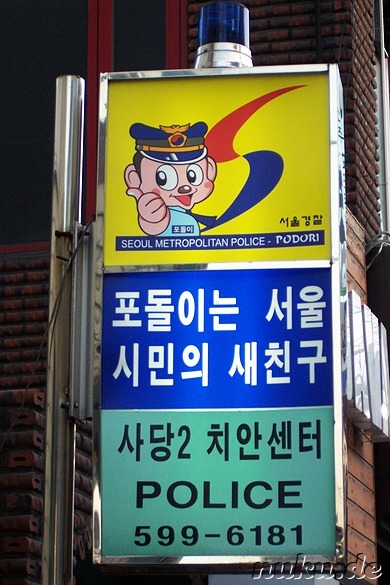 서울경찰
포돌이
SEOUL METROPOLITAN POLICE - PODORI
포돌이는 서울
시민의 새친구
사당2 치안센터
POLICE
599-6181
nuku.de